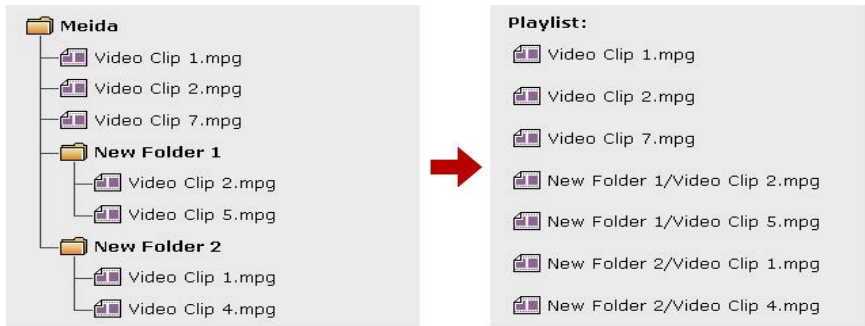 Meida
Video Clip 1.mpg
Video Clip 2.mpg
Video Clip 7.mpg
New Folder 1
Video Clip 2.mpg
Video Clip 5.mpg
New Folder 2
Video Clip 1.mpg
Video Clip 4.mpg
Playlist:
Video Clip 1.mpg
Video Clip 2.mpg
Video Clip 7.mpg
New Folder 1/Video Clip 2.mpg
New Folder 1/Video Clip 5.mpg
New Folder 2/Video Clip 1.mpg
New Folder 2/Video Clip 4.mpg